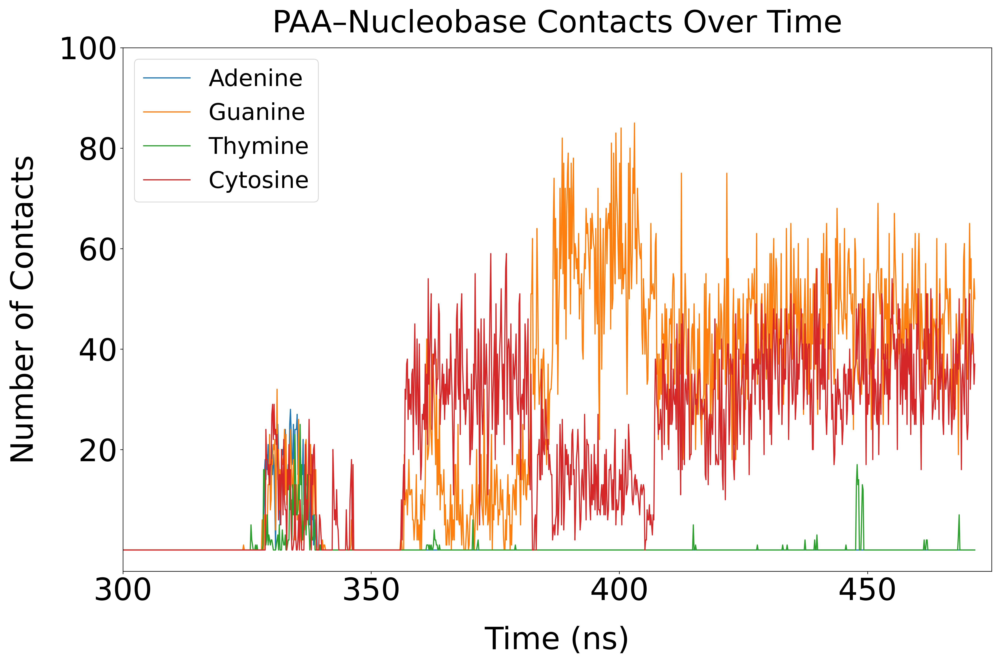 PAA–Nucleobase Contacts Over Time
100
80
60
40
20
Number of Contacts
Adenine
Guanine
Thymine
Cytosine
300 350 400 450
Time (ns)